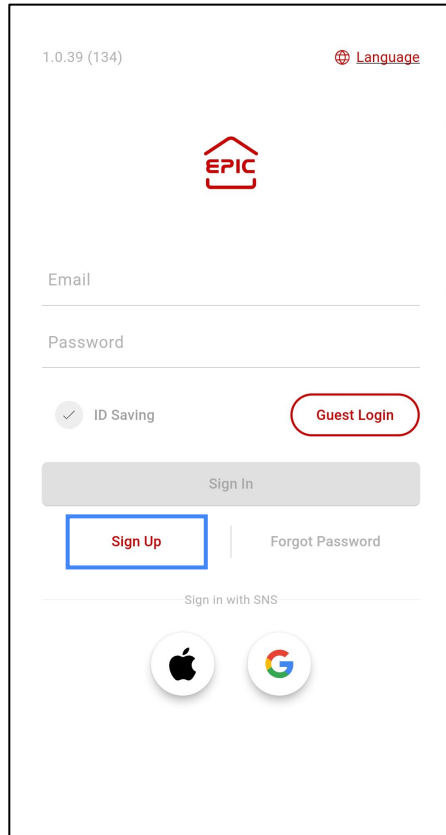 1.0.39 (134)
Language
EPIC
Email
Password
ID Saving
Guest Login
Sign In
Sign Up
Forgot Password
Sign in with SNS
G